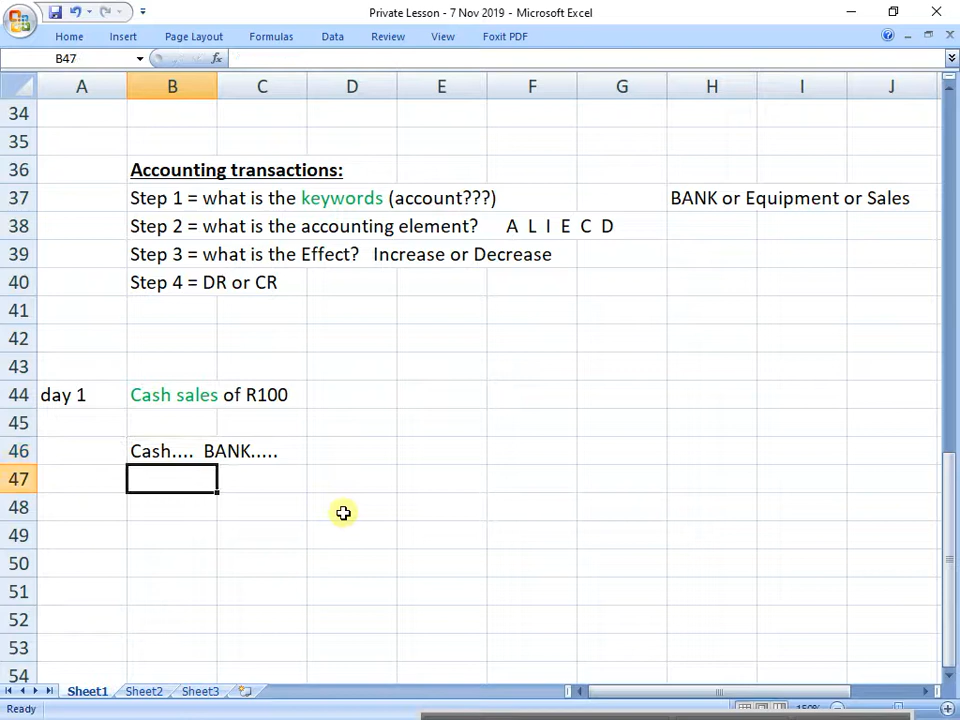 Private Lesson - 7 Nov 2019 - Microsoft Excel
Home Insert Page Layout Formulas Data Review View Foxit PDF
B47 fx
A B C D E F G H I J
34
35
36 Accounting transactions:
37 Step 1 = what is the keywords (account???) BANK or Equipment or Sales
38 Step 2 = what is the accounting element? A L I E C D
39 Step 3 = what is the Effect? Increase or Decrease
40 Step 4 = DR or CR
41
42
43
44 day 1 Cash sales of R100
45
46 Cash.... BANK.....
47
48
49
50
51
52
53
54
Sheet1 Sheet2 Sheet3
Ready 150%